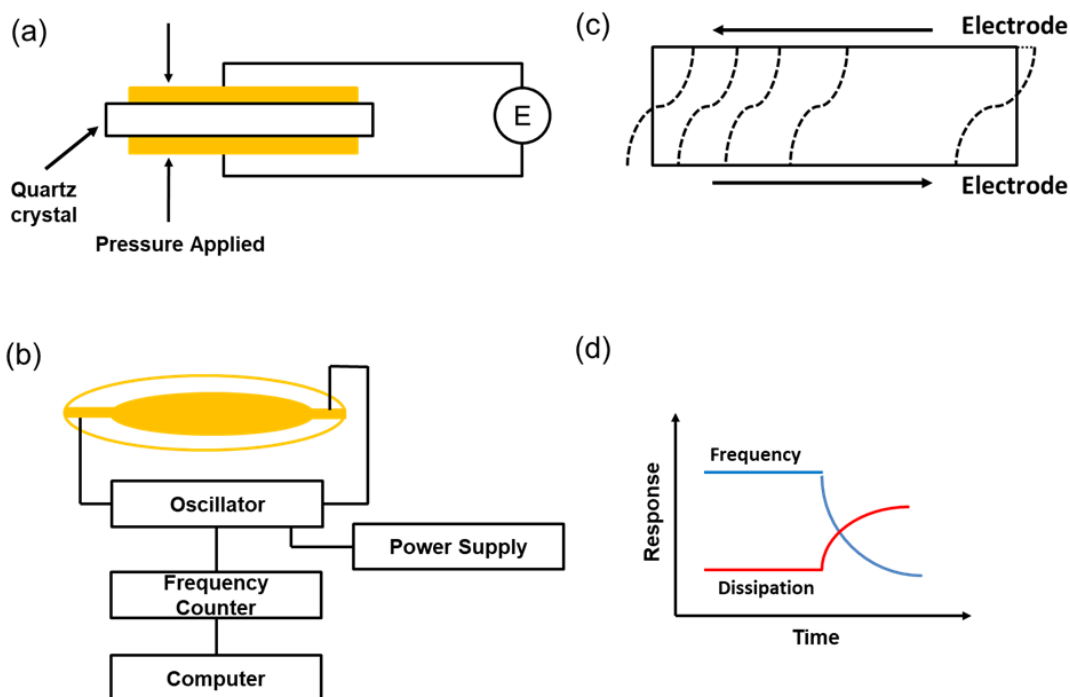 (a)
E
Quartz
crystal
Pressure Applied
(b)
Oscillator
Power Supply
Frequency
Counter
Computer
(c)
Electrode
Electrode
(d)
Frequency
Dissipation
Response
Time